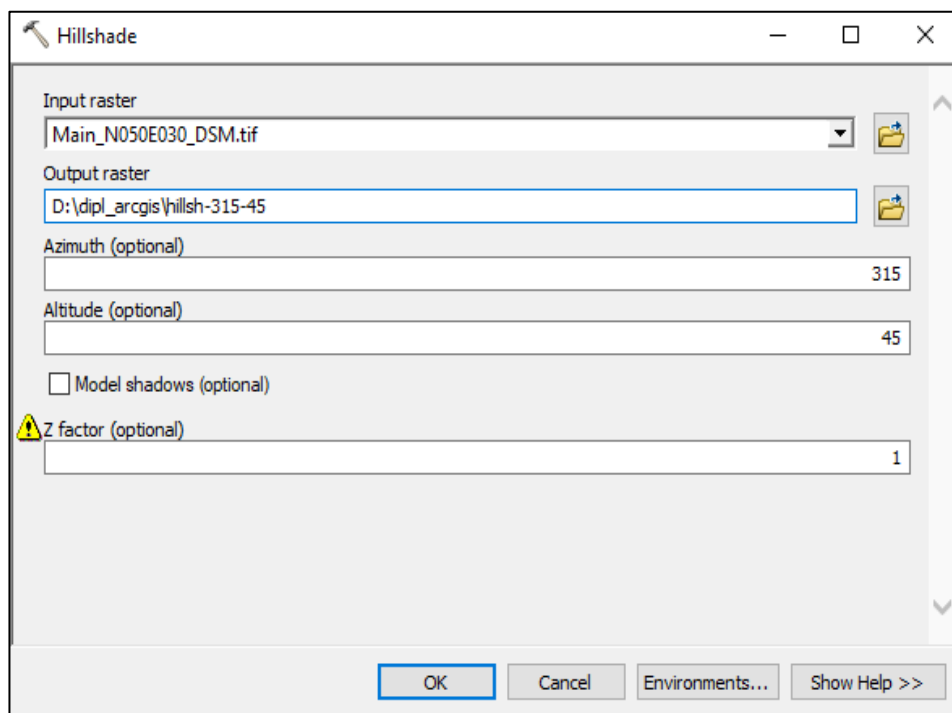 Hillshade
Input raster
Main_N050E030_DSM.tif
Output raster
D:\dipl_arcgis\hillsh-315-45
Azimuth (optional)
315
Altitude (optional)
45
Model shadows (optional)
Z factor (optional)
1
OK Cancel Environments... Show Help >>